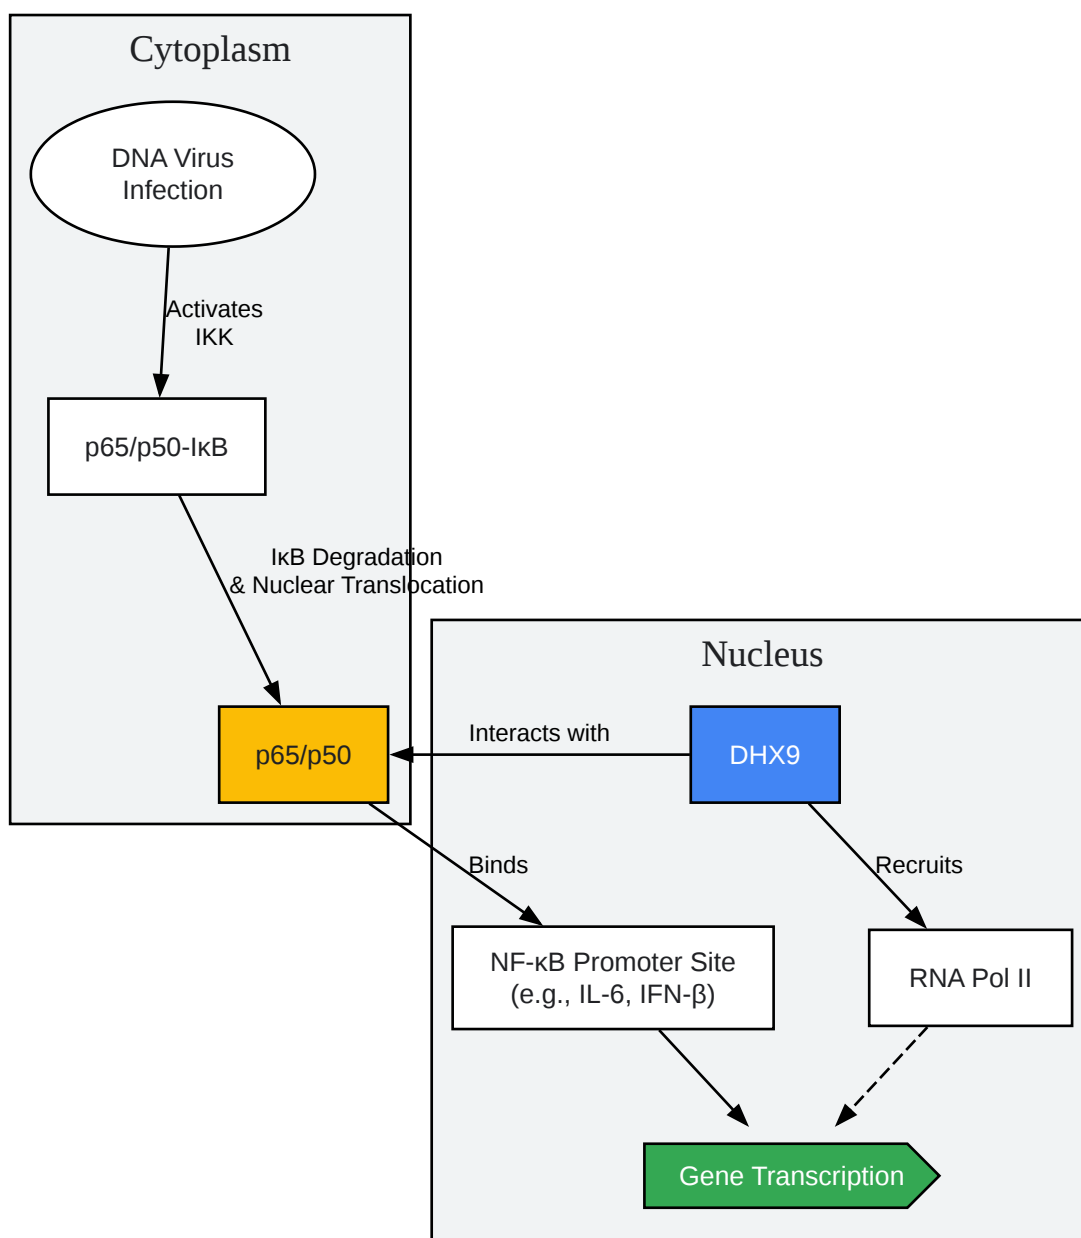 Cytoplasm
DNA Virus
Infection
Activates
IKK
p65/p50-IκB
IκB Degradation
& Nuclear Translocation
Nucleus
p65/p50
Interacts with
DHX9
Binds
Recruits
NF-κB Promoter Site
(e.g., IL-6, IFN-β)
RNA Pol II
Gene Transcription